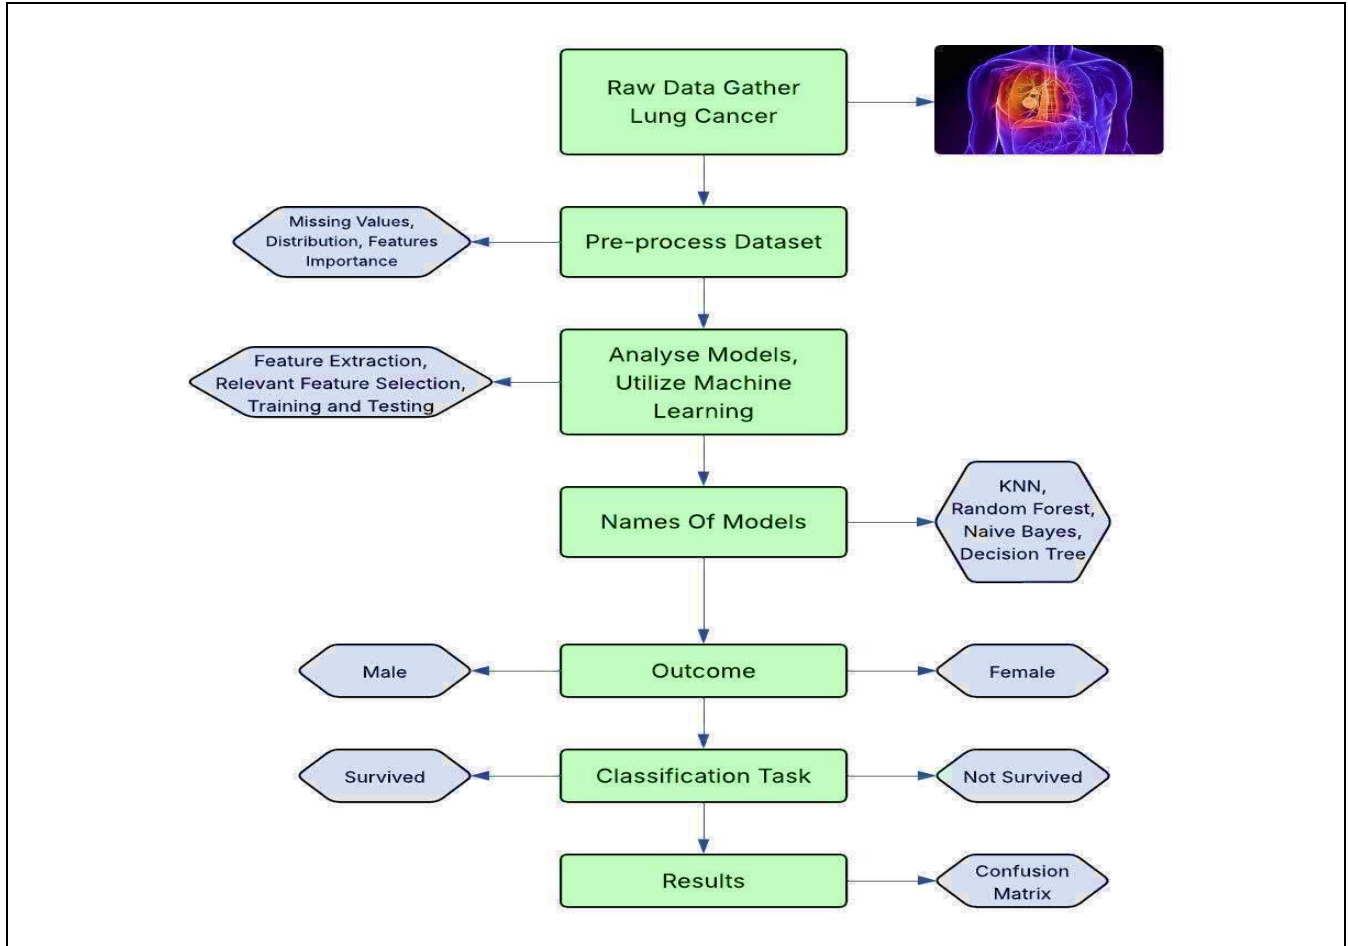 Raw Data Gather
Lung Cancer
Missing Values,
Distribution, Features
Importance
Pre-process Dataset
Feature Extraction,
Relevant Feature Selection,
Training and Testing
Analyse Models,
Utilize Machine
Learning
Names Of Models
KNN,
Random Forest,
Naive Bayes,
Decision Tree
Male
Outcome
Female
Survived
Classification Task
Not Survived
Results
Confusion
Matrix